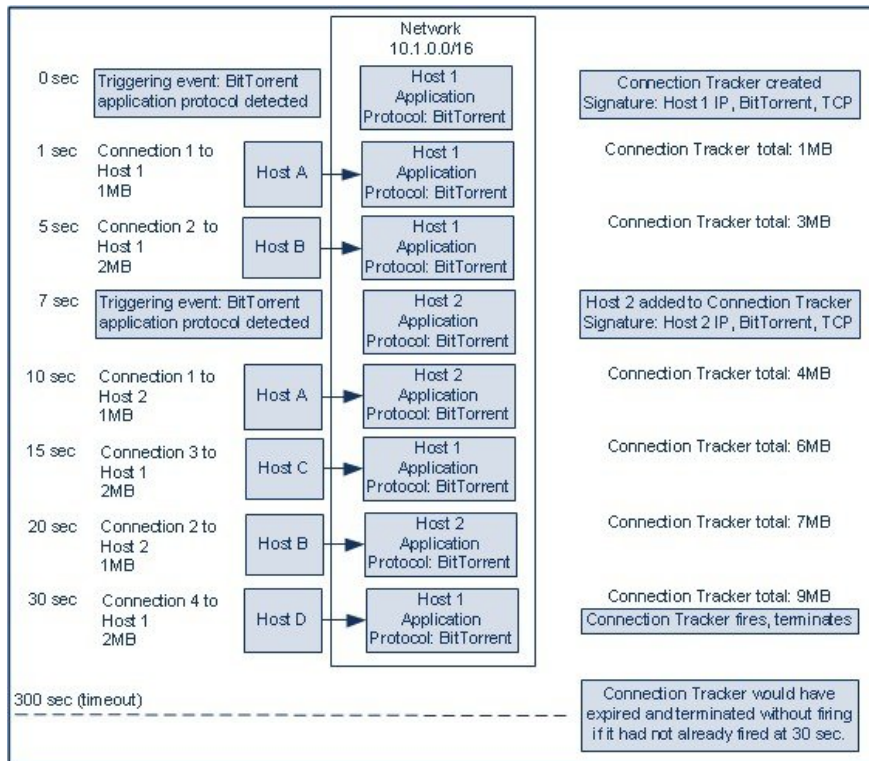 Network
10.1.0.0/16
0 sec
Triggering event: BitTorrent
application protocol detected
Host 1
Application
Protocol: BitTorrent
Connection Tracker created
Signature: Host 1 IP, BitTorrent, TCP
1 sec
Connection 1 to
Host 1
1MB
Host A
Host 1
Application
Protocol: BitTorrent
Connection Tracker total: 1MB
5 sec
Connection 2 to
Host 1
2MB
Host B
Host 1
Application
Protocol: BitTorrent
Connection Tracker total: 3MB
7 sec
Triggering event: BitTorrent
application protocol detected
Host 2
Application
Protocol: BitTorrent
Host 2 added to Connection Tracker
Signature: Host 2 IP, BitTorrent, TCP
10 sec
Connection 1 to
Host 2
1MB
Host A
Host 2
Application
Protocol: BitTorrent
Connection Tracker total: 4MB
15 sec
Connection 3 to
Host 1
2MB
Host C
Host 1
Application
Protocol: BitTorrent
Connection Tracker total: 6MB
20 sec
Connection 2 to
Host 2
1MB
Host B
Host 2
Application
Protocol: BitTorrent
Connection Tracker total: 7MB
30 sec
Connection 4 to
Host 1
2MB
Host D
Host 1
Application
Protocol: BitTorrent
Connection Tracker total: 9MB
Connection Tracker fires, terminates
300 sec (timeout)
Connection Tracker would have
expired and terminated without firing
if it had not already fired at 30 sec.